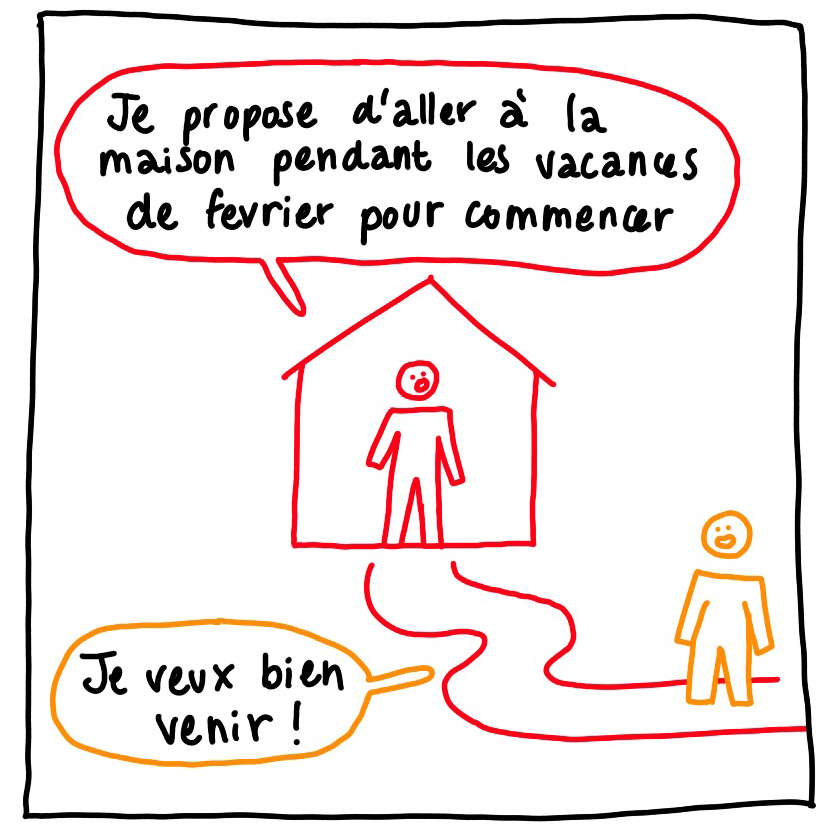 Je propose d'aller à la
maison pendant les vacances
de fevrier pour commencer
Je veux bien
venir !